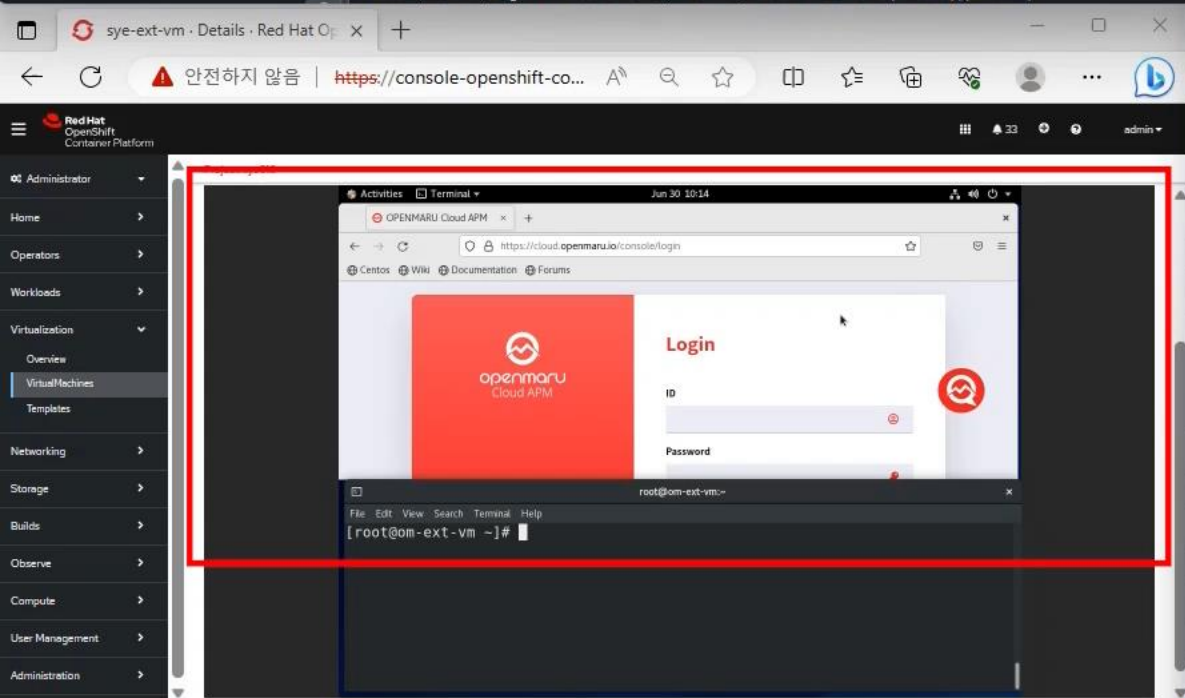 sye-ext-vm · Details · Red Hat Op
안전하지 않음 | https://console-openshift-co...
Red Hat
OpenShift
Container Platform
33
admin
Administrator
Home
Operators
Workloads
Virtualization
Overview
VirtualMachines
Templates
Networking
Storage
Builds
Observe
Compute
User Management
Administration
Activities Terminal Jun 30 10:14
OPENMARU Cloud APM
https://cloud.openmaru.io/console/login
Centos Wiki Documentation Forums
openmaru
Cloud APM
Login
ID
Password
root@om-ext-vm:~
File Edit View Search Terminal Help
[root@om-ext-vm ~]#